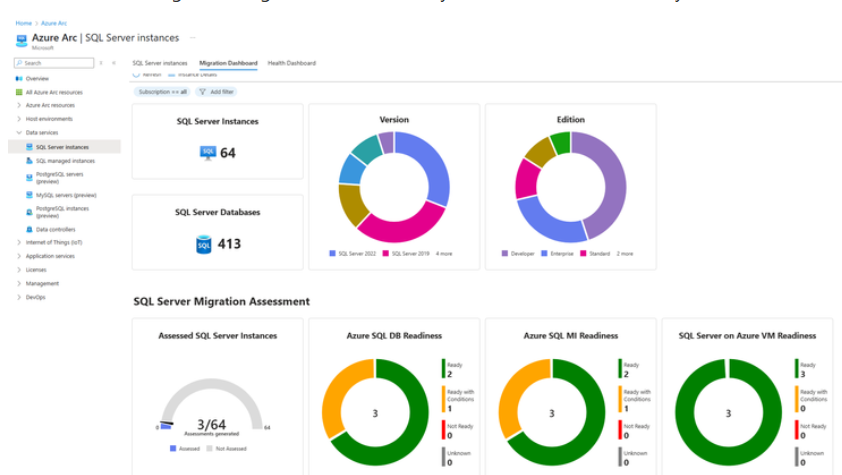 Home > Azure Arc
Azure Arc | SQL Server instances ...
Microsoft
Search
SQL Server instances Migration Dashboard Health Dashboard
Refresh Instance Details
Subscription == all Add filter
Overview
All Azure Arc resources
Azure Arc resources
Host environments
Data services
SQL Server instances
SQL managed instances
PostgreSQL servers
(preview)
MySQL servers (preview)
PostgreSQL instances
(preview)
Data controllers
Internet of Things (IoT)
Application services
Licenses
Management
DevOps
SQL Server Instances
SQL 64
SQL Server Databases
SQL 413
Version
SQL Server 2022 SQL Server 2019 4 more
Edition
Developer Enterprise Standard 2 more
SQL Server Migration Assessment
Assessed SQL Server Instances
3/64
Assessments generated
0 64
Assessed Not Assessed
Azure SQL DB Readiness
3
Ready
2
Ready with
Conditions
1
Not Ready
0
Unknown
0
Azure SQL MI Readiness
3
Ready
2
Ready with
Conditions
1
Not Ready
0
Unknown
0
SQL Server on Azure VM Readiness
3
Ready
3
Ready with
Conditions
0
Not Ready
0
Unknown
0